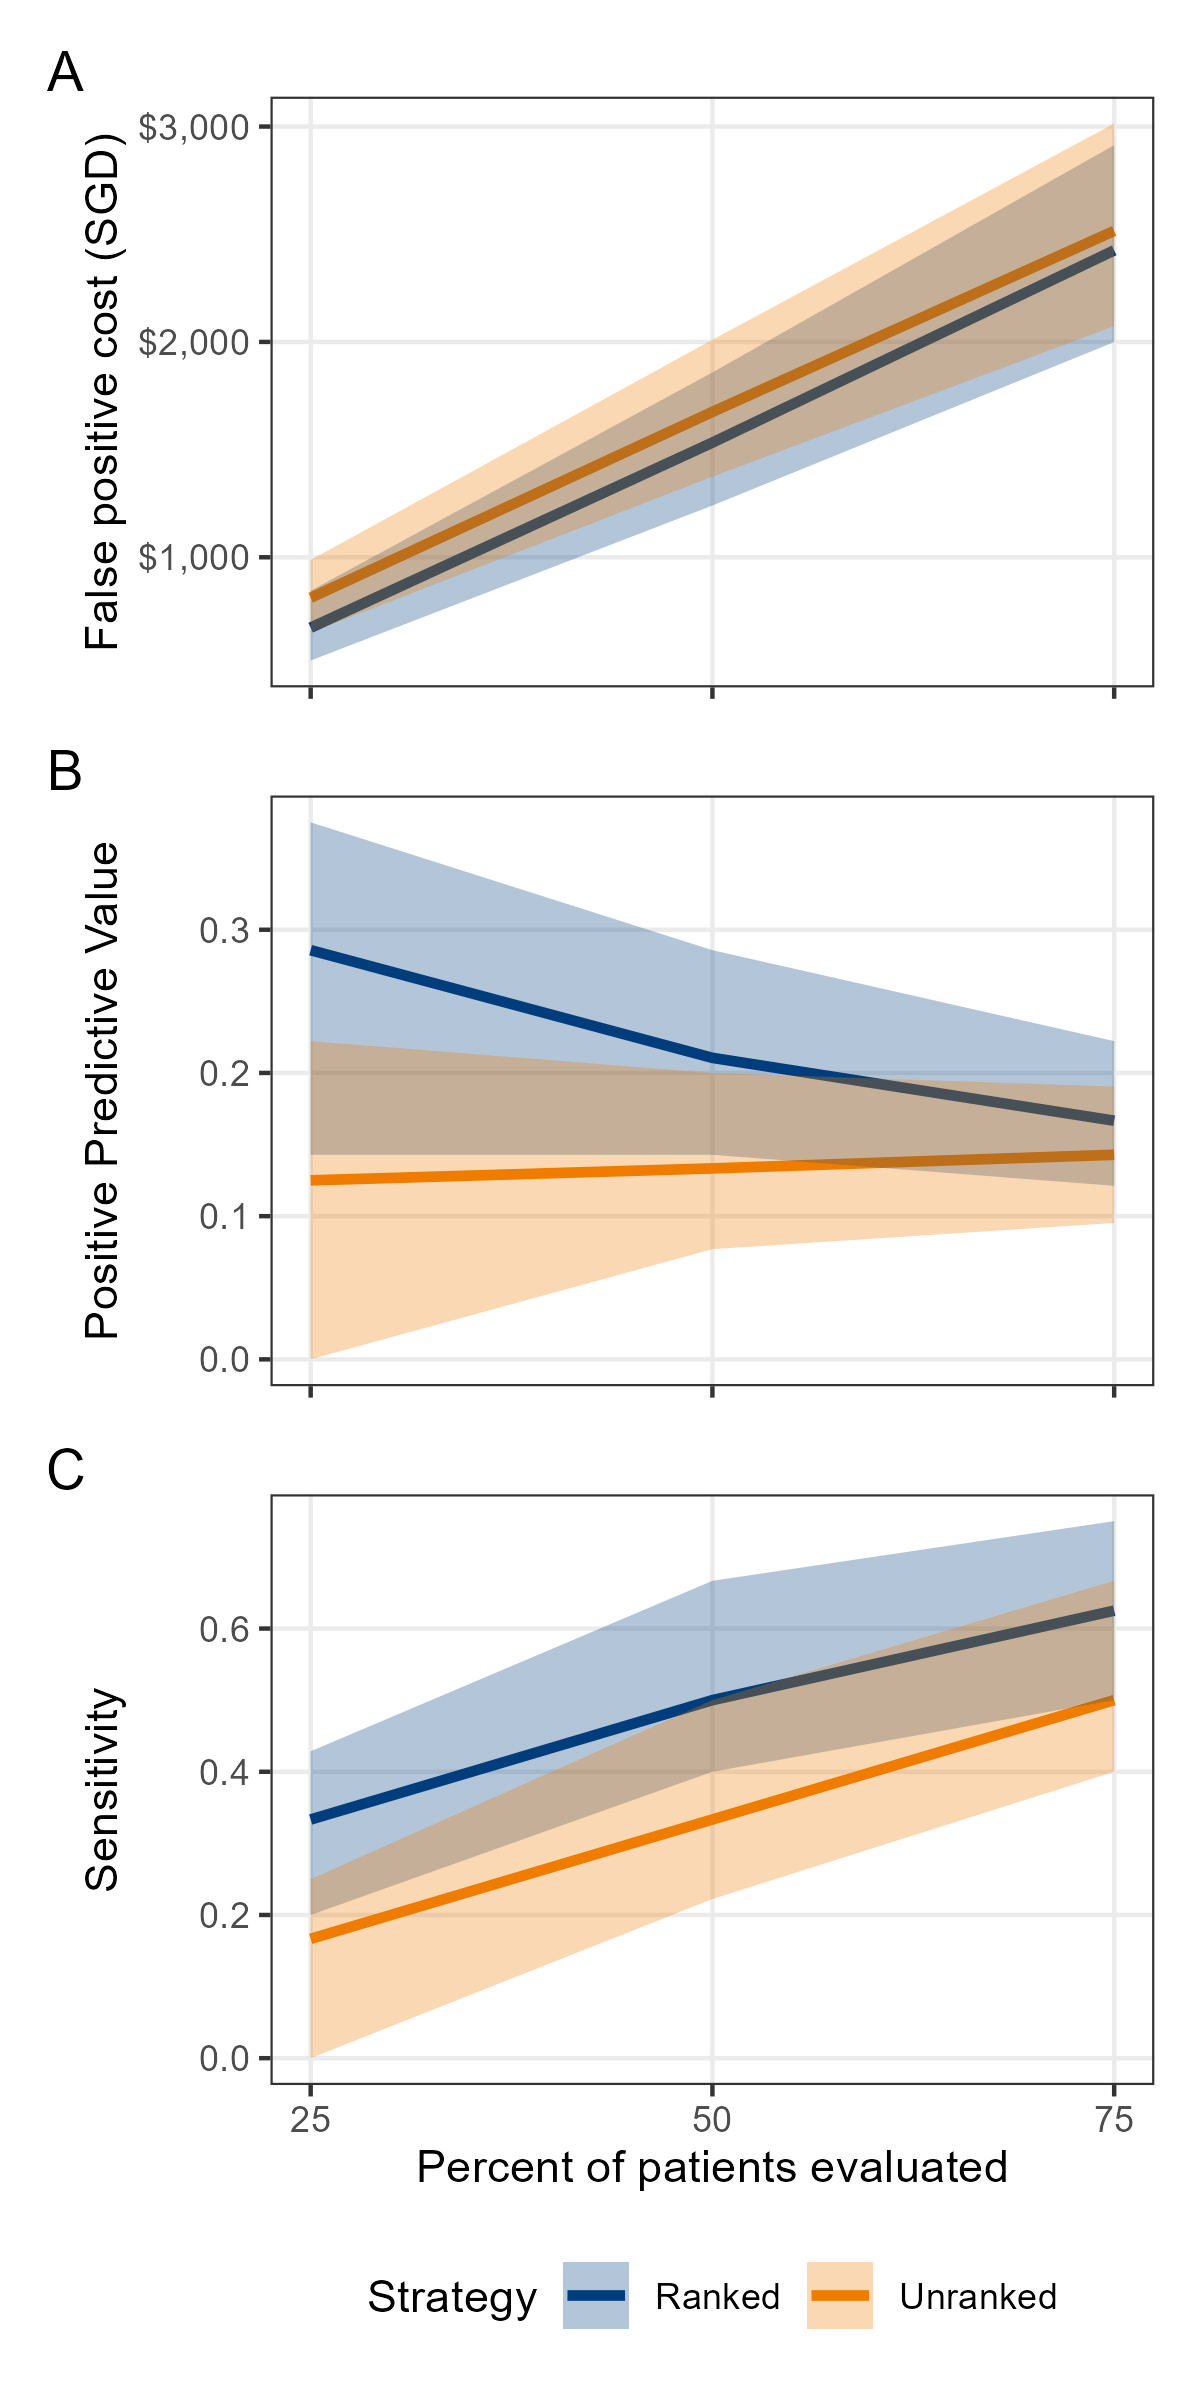 A
False positive cost (SGD)
$3,000
$2,000
$1,000
B
Positive Predictive Value
0.3
0.2
0.1
0.0
C
Sensitivity
0.6
0.4
0.2
0.0
25 50 75
Percent of patients evaluated
Strategy Ranked Unranked